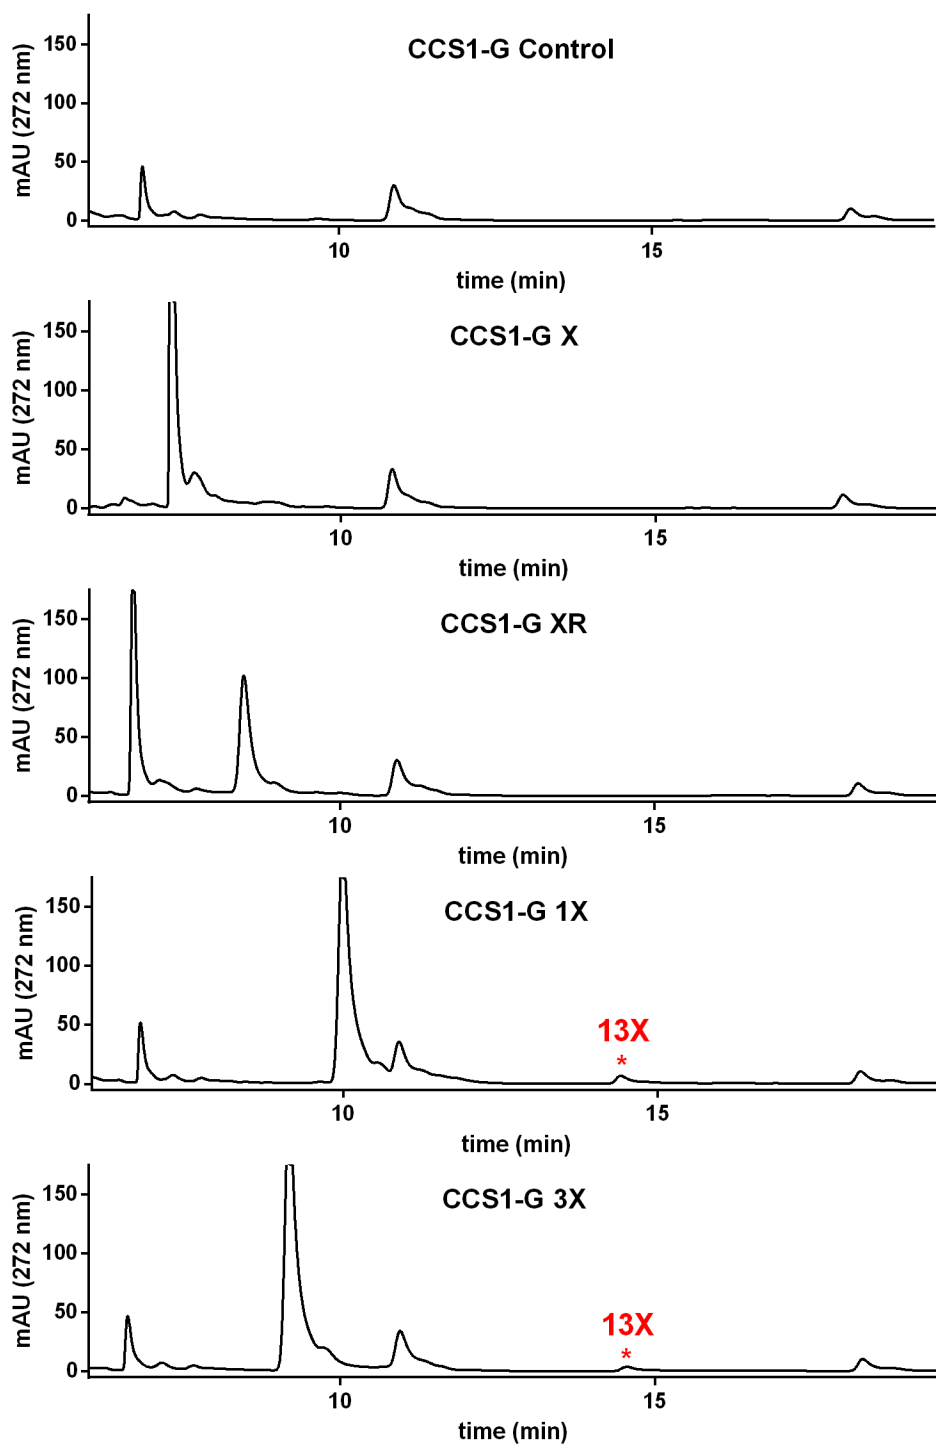 CCS1-G Control
mAU (272 nm)
150
100
50
0
10
15
time (min)
CCS1-G X
mAU (272 nm)
150
100
50
0
10
15
time (min)
CCS1-G XR
mAU (272 nm)
150
100
50
0
10
15
time (min)
CCS1-G 1X
mAU (272 nm)
150
100
50
0
13X
*
10
15
time (min)
CCS1-G 3X
mAU (272 nm)
150
100
50
0
13X
*
10
15
time (min)